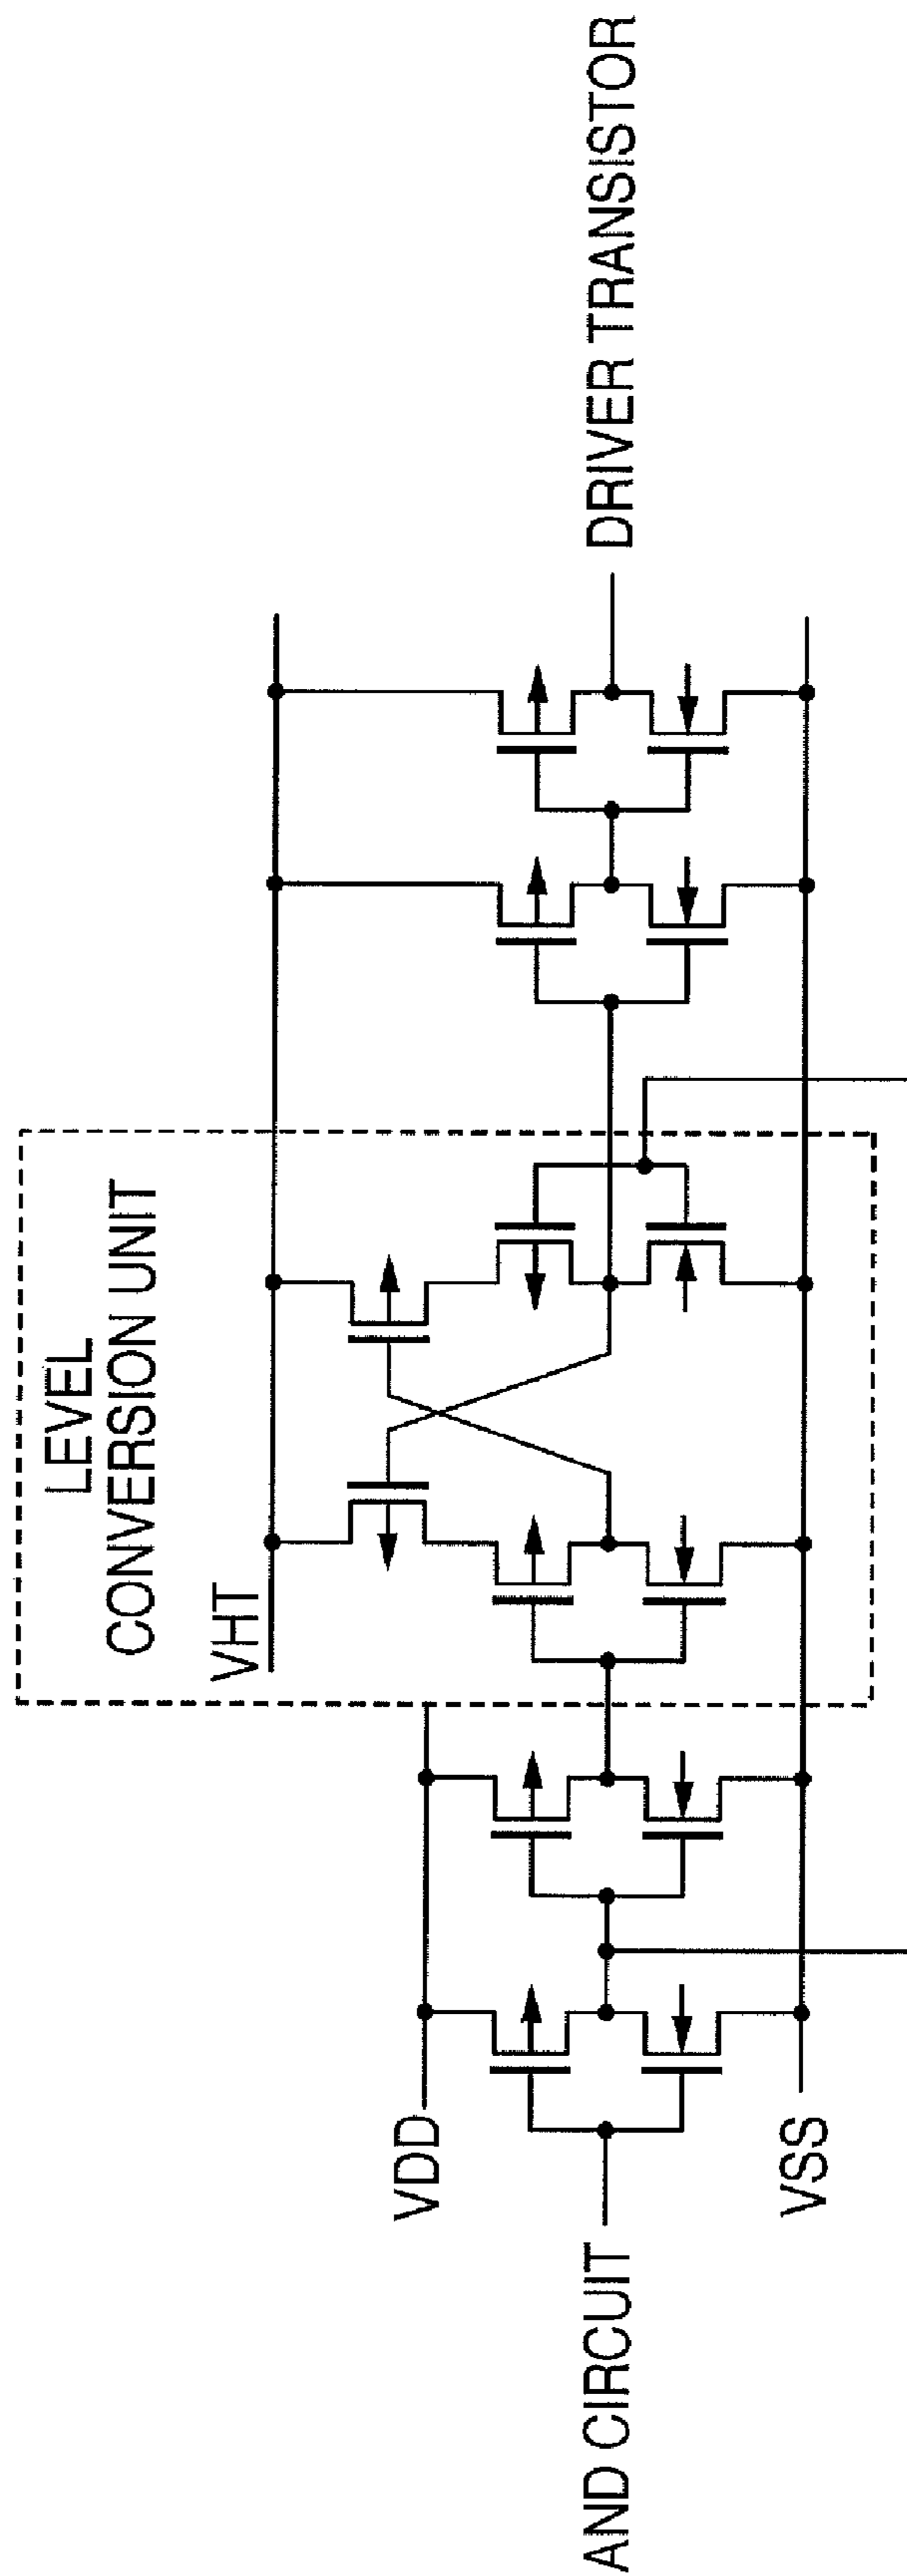 LEVEL
CONVERSION UNIT
VHT
VDD
AND CIRCUIT
DRIVER TRANSISTOR
VSS